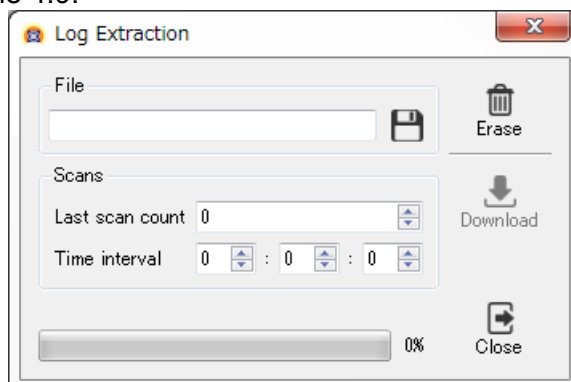 Log Extraction
File
Erase
Scans
Last scan count 0
Download
Time interval 0 : 0 : 0
0%
Close